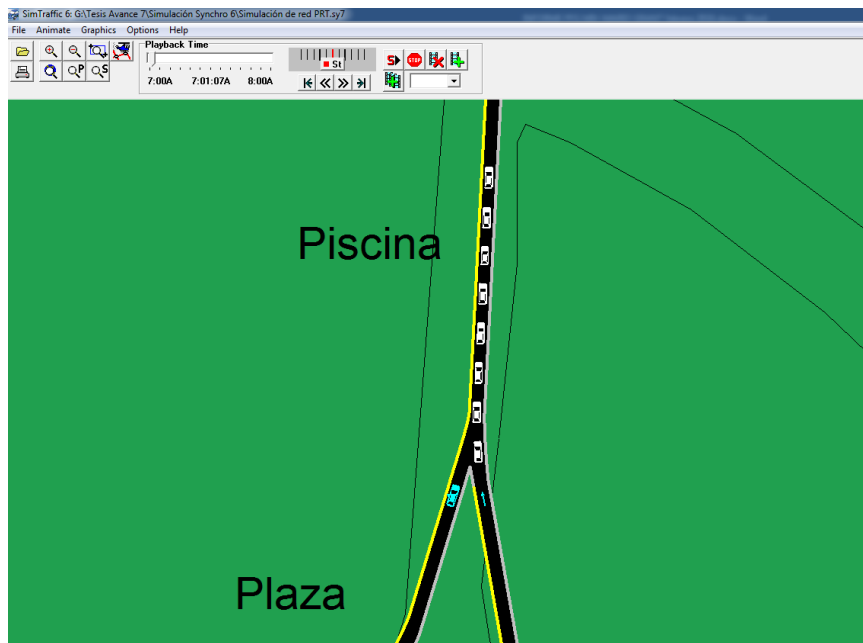 SimTraffic 6: G:\Tesis Avance 7\Simulación Synchro 6\Simulación de red PRT.sy7
File Animate Graphics Options Help
Playback Time
7:00A 7:01:07A 8:00A
St
S
STOP
P
S
Piscina
Plaza